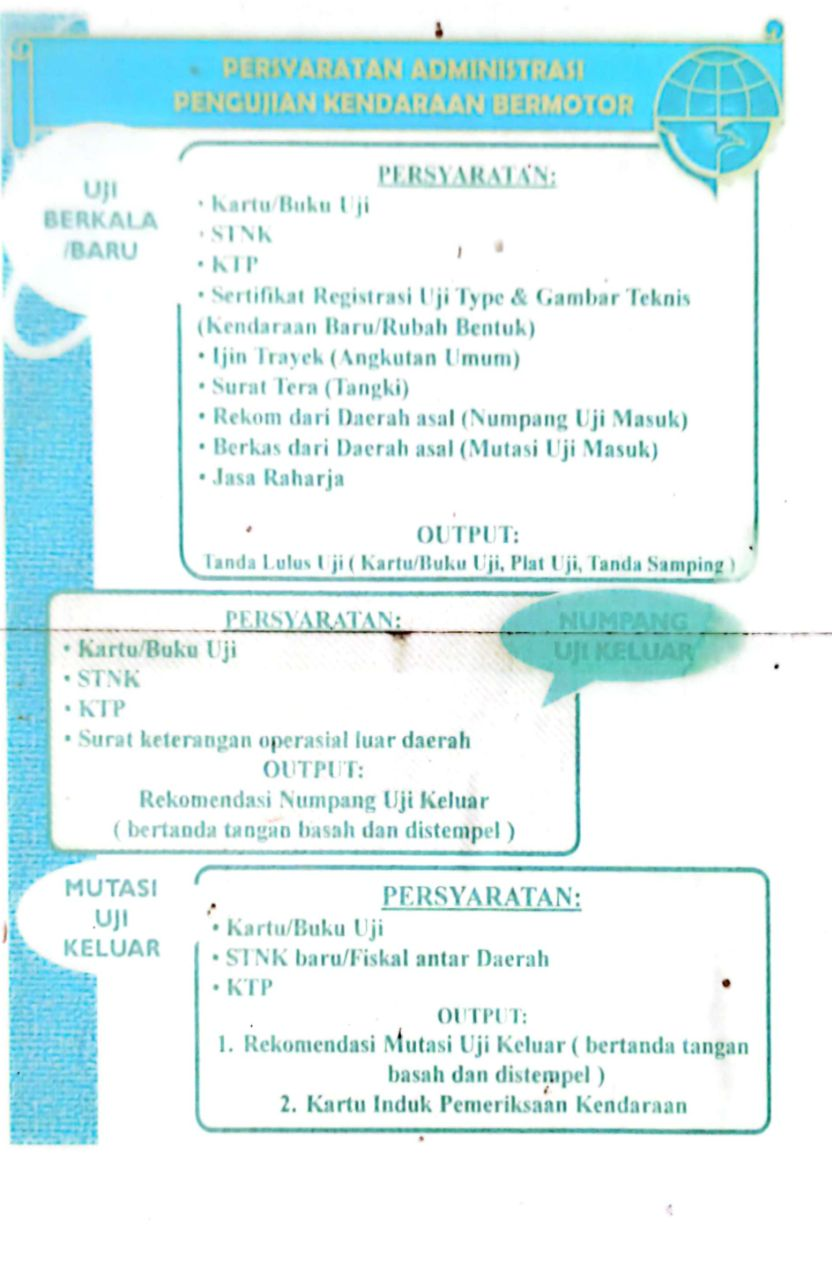 PERSYARATAN ADMINISTRASI
PENGUJIAN KENDARAAN BERMOTOR
UJI
BERKALA
/BARU
PERSYARATAN:
• Kartu/Buku Uji
• STNK
• KTP
• Sertifikat Registrasi Uji Type & Gambar Teknis
(Kendaraan Baru/Rubah Bentuk)
• Ijin Trayek (Angkutan Umum)
• Surat Tera (Tangki)
• Rekom dari Daerah asal (Numpang Uji Masuk)
• Berkas dari Daerah asal (Mutasi Uji Masuk)
• Jasa Raharja
OUTPUT:
Tanda Lulus Uji ( Kartu/Buku Uji, Plat Uji, Tanda Samping )
NUMPANG
UJI KELUAR
PERSYARATAN:
• Kartu/Buku Uji
• STNK
• KTP
• Surat keterangan operasial luar daerah
OUTPUT:
Rekomendasi Numpang Uji Keluar
( bertanda tangan basah dan distempel )
MUTASI
UJI
KELUAR
PERSYARATAN:
• Kartu/Buku Uji
• STNK baru/Fiskal antar Daerah
• KTP
OUTPUT:
1. Rekomendasi Mutasi Uji Keluar ( bertanda tangan
basah dan distempel )
2. Kartu Induk Pemeriksaan Kendaraan